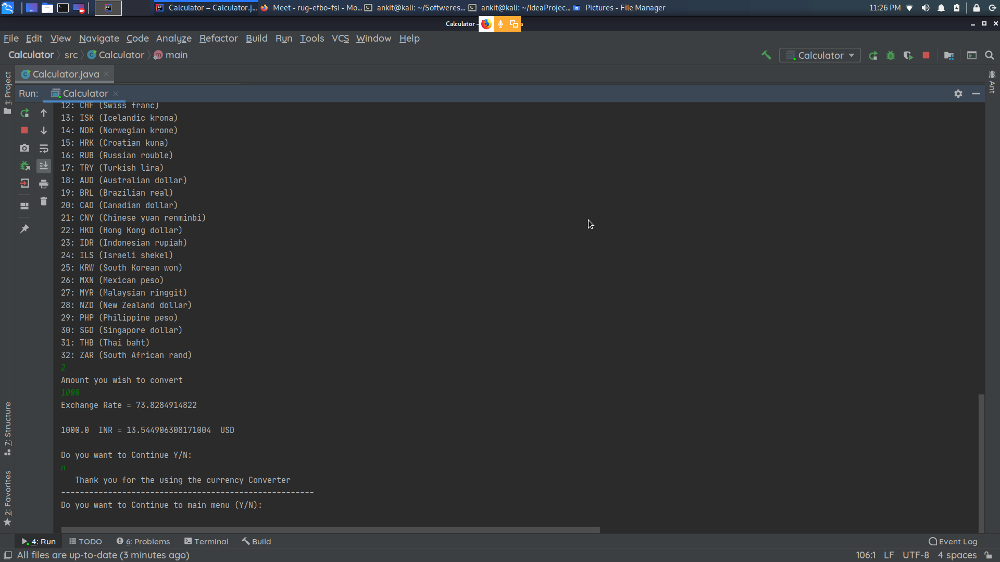 Calculator – Calculator.j...
Meet - rug-efbo-fsi - Mo...
ankit@kali: ~/Softweres...
ankit@kali: ~/IdeaProjec...
Pictures - File Manager
11:26 PM
Calculator - a
File Edit View Navigate Code Analyze Refactor Build Run Tools VCS Window Help
Calculator src Calculator main
Calculator
Calculator.java
1: Project
Ant
Run: Calculator
12: CHF (Swiss franc)
13: ISK (Icelandic krona)
14: NOK (Norwegian krone)
15: HRK (Croatian kuna)
16: RUB (Russian rouble)
17: TRY (Turkish lira)
18: AUD (Australian dollar)
19: BRL (Brazilian real)
20: CAD (Canadian dollar)
21: CNY (Chinese yuan renminbi)
22: HKD (Hong Kong dollar)
23: IDR (Indonesian rupiah)
24: ILS (Israeli shekel)
25: KRW (South Korean won)
26: MXN (Mexican peso)
27: MYR (Malaysian ringgit)
28: NZD (New Zealand dollar)
29: PHP (Philippine peso)
30: SGD (Singapore dollar)
31: THB (Thai baht)
32: ZAR (South African rand)
2
Amount you wish to convert
1000
Exchange Rate = 73.8284914822
1000.0  INR = 13.544906308171004  USD
Do you want to Continue Y/N:
n
Thank you for the using the currency Converter
------------------------------------------------------
Do you want to Continue to main menu (Y/N):
7: Structure
2: Favorites
4: Run TODO 6: Problems Terminal Build Event Log
All files are up-to-date (3 minutes ago) 106:1 LF UTF-8 4 spaces